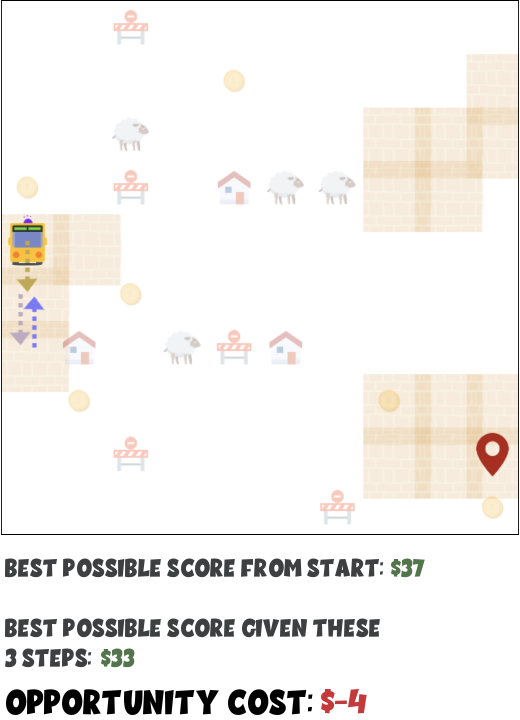 BEST POSSIBLE SCORE FROM START: $37
BEST POSSIBLE SCORE GIVEN THESE
3 STEPS: $33
OPPORTUNITY COST: $-4